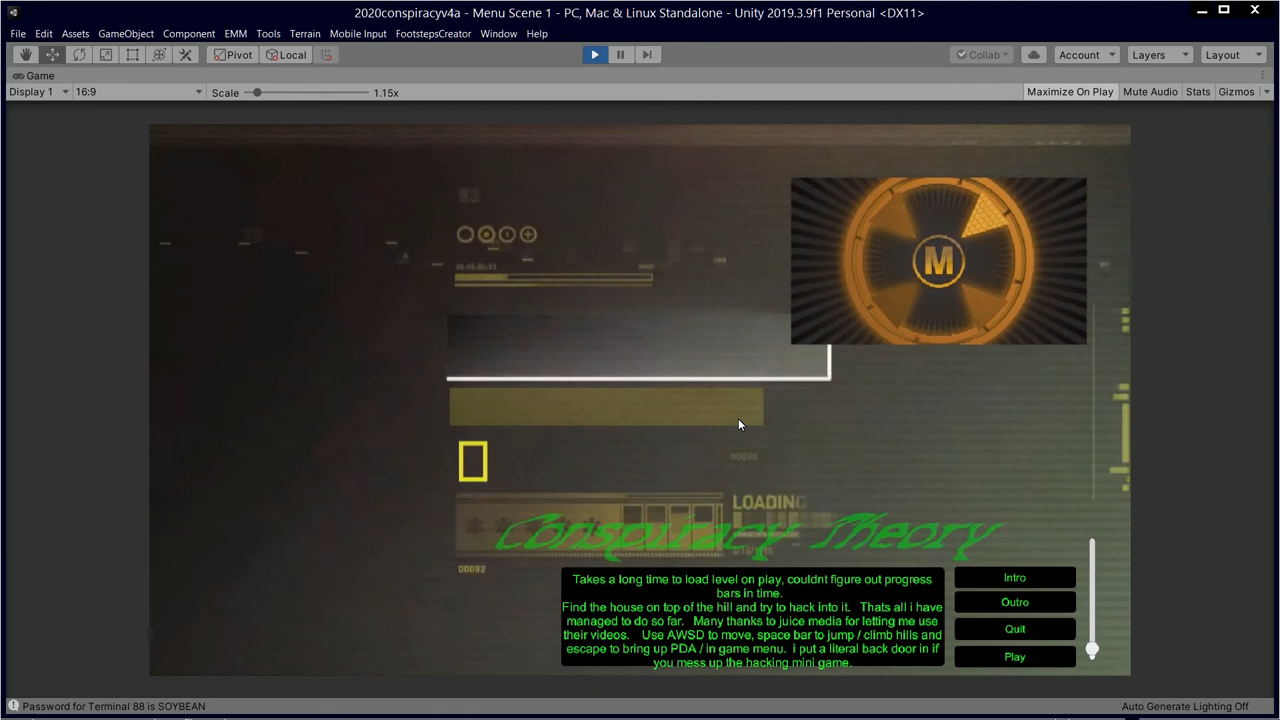 2020conspiracyv4a - Menu Scene 1 - PC, Mac & Linux Standalone - Unity 2019.3.9f1 Personal <DX11>
File Edit Assets GameObject Component EMM Tools Terrain Mobile Input FootstepsCreator Window Help
Pivot Local Collab Account Layers Layout
Game
Display 1 16:9 Scale 1.15x Maximize On Play Mute Audio Stats Gizmos
M
LOADING
Conspiracy Theory
00092
Takes a long time to load level on play, couldnt figure out progress
bars in time.
Find the house on top of the hill and try to hack into it. Thats all i have
managed to do so far. Many thanks to juice media for letting me use
their videos. Use AWSD to move, space bar to jump / climb hills and
escape to bring up PDA / in game menu. i put a literal back door in if
you mess up the hacking mini game.
Intro
Outro
Quit
Play
Password for Terminal 88 is SOYBEAN
Auto Generate Lighting Off